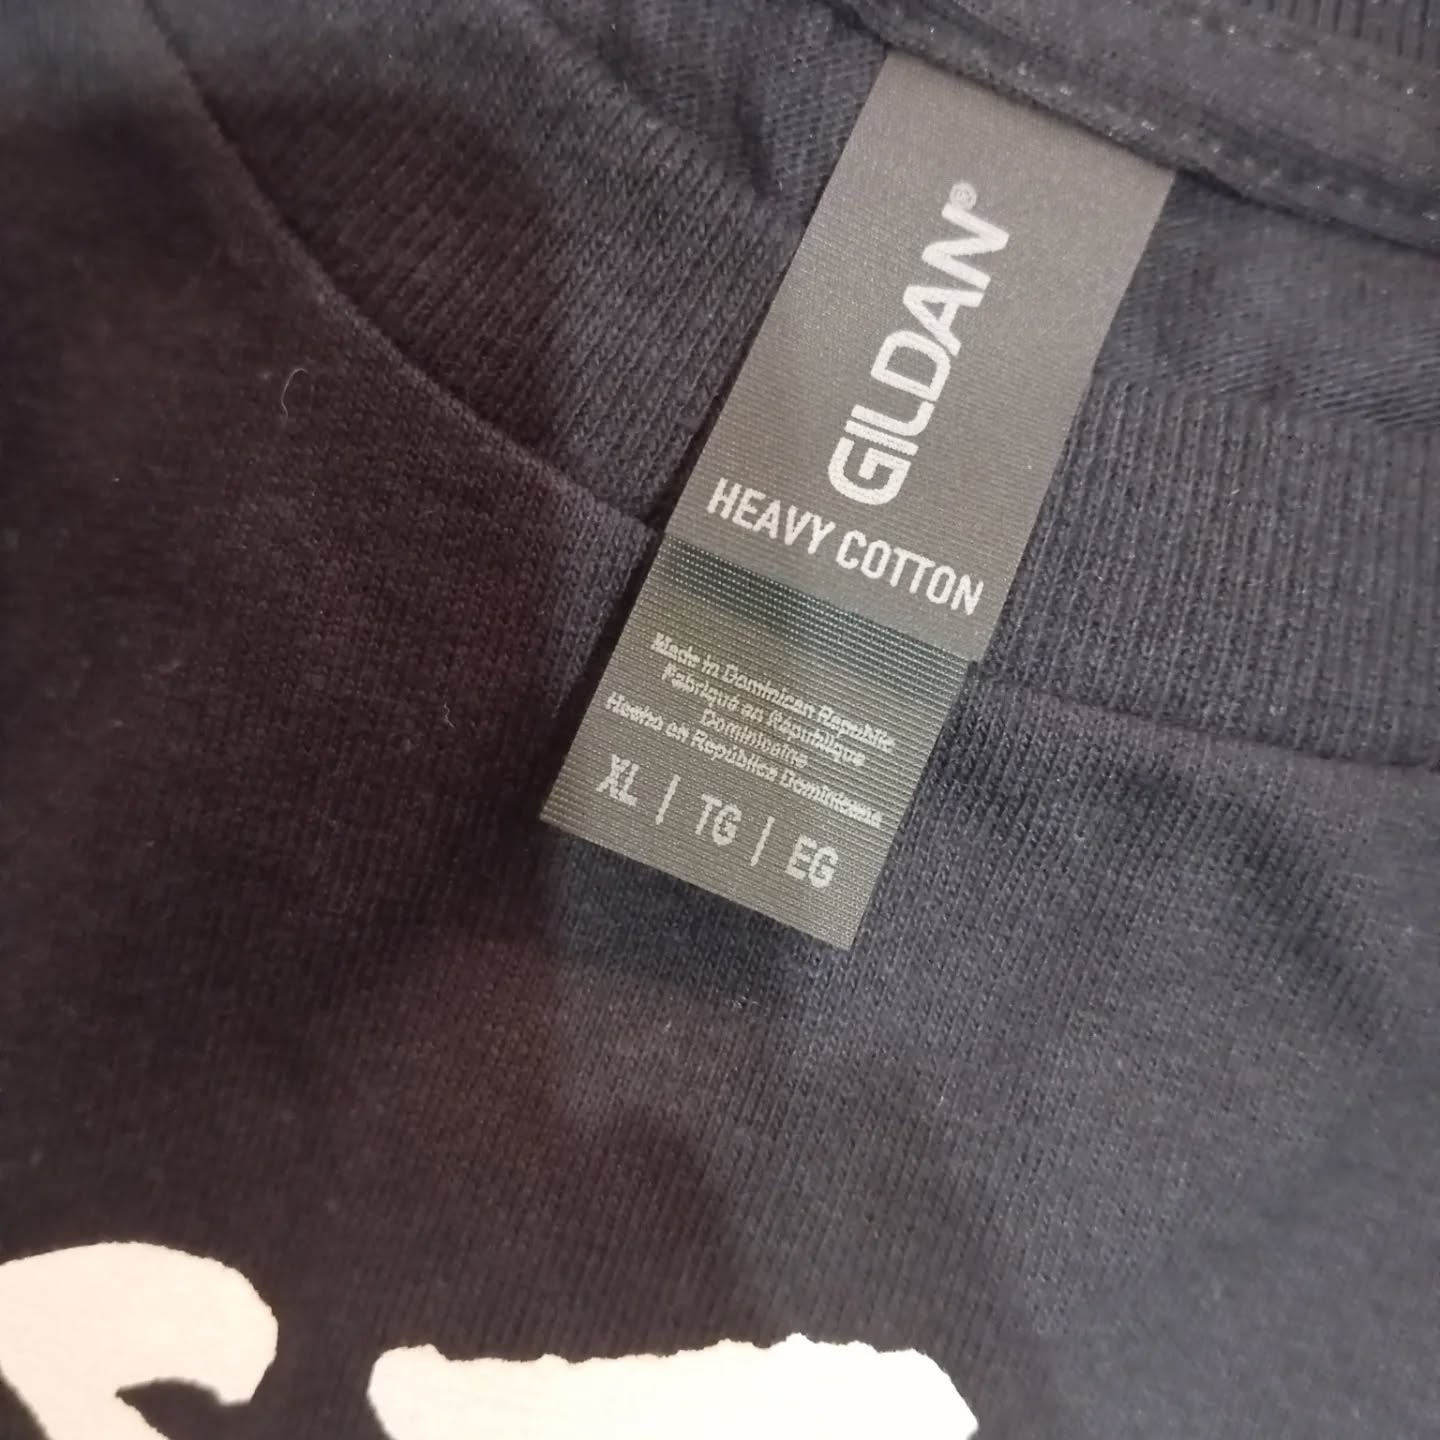 GILDAN®
HEAVY COTTON
Made in Dominican Republic
Fabriqué en République
Dominicaine
Hecho en República Dominicana
XL | TG | EG